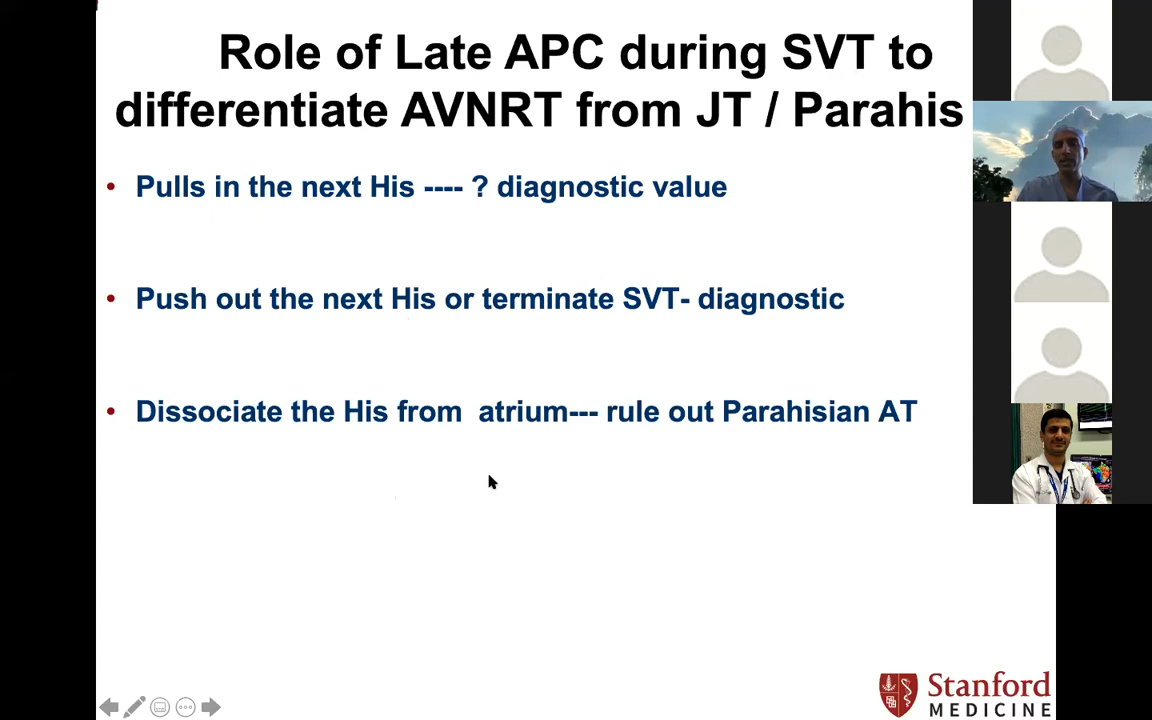 Role of Late APC during SVT to
differentiate AVNRT from JT / Parahis
• Pulls in the next His ---- ? diagnostic value
• Push out the next His or terminate SVT- diagnostic
• Dissociate the His from atrium--- rule out Parahisian AT
Stanford
MEDICINE